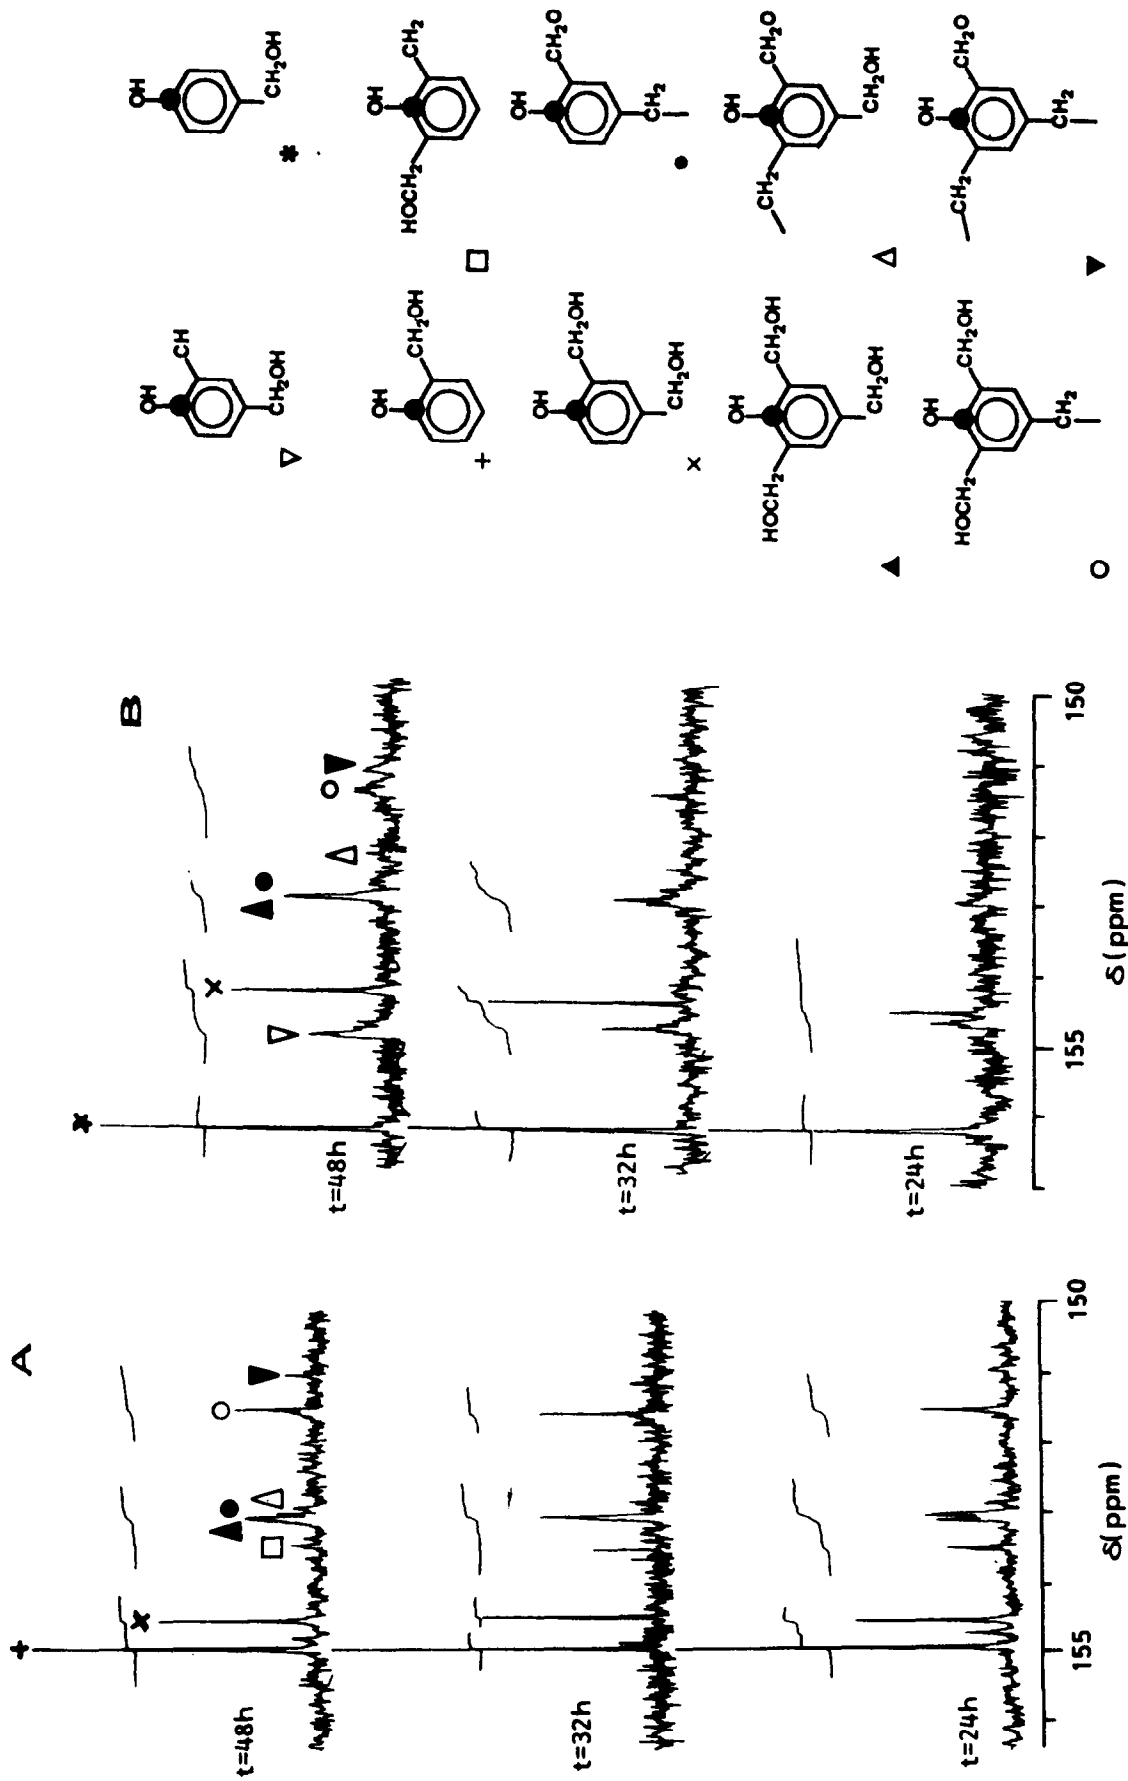 A
+
x
□
▲ ●
△
○
▼
t=48h
t=32h
t=24h
155
150
δ(ppm)
B
*
▽
x
▲ ●
△
○ ▼
t=48h
t=32h
t=24h
155
150
δ(ppm)
OH
CH
CH2OH
▽
OH
CH2OH
*
OH
CH2OH
+
OH
HOCH2
CH2
□
OH
CH2OH
CH2OH
x
OH
CH2O
CH2
●
OH
HOCH2
CH2OH
CH2OH
▲
OH
CH2
CH2O
CH2OH
△
OH
HOCH2
CH2OH
CH2
○
OH
CH2
CH2O
CH2
▼